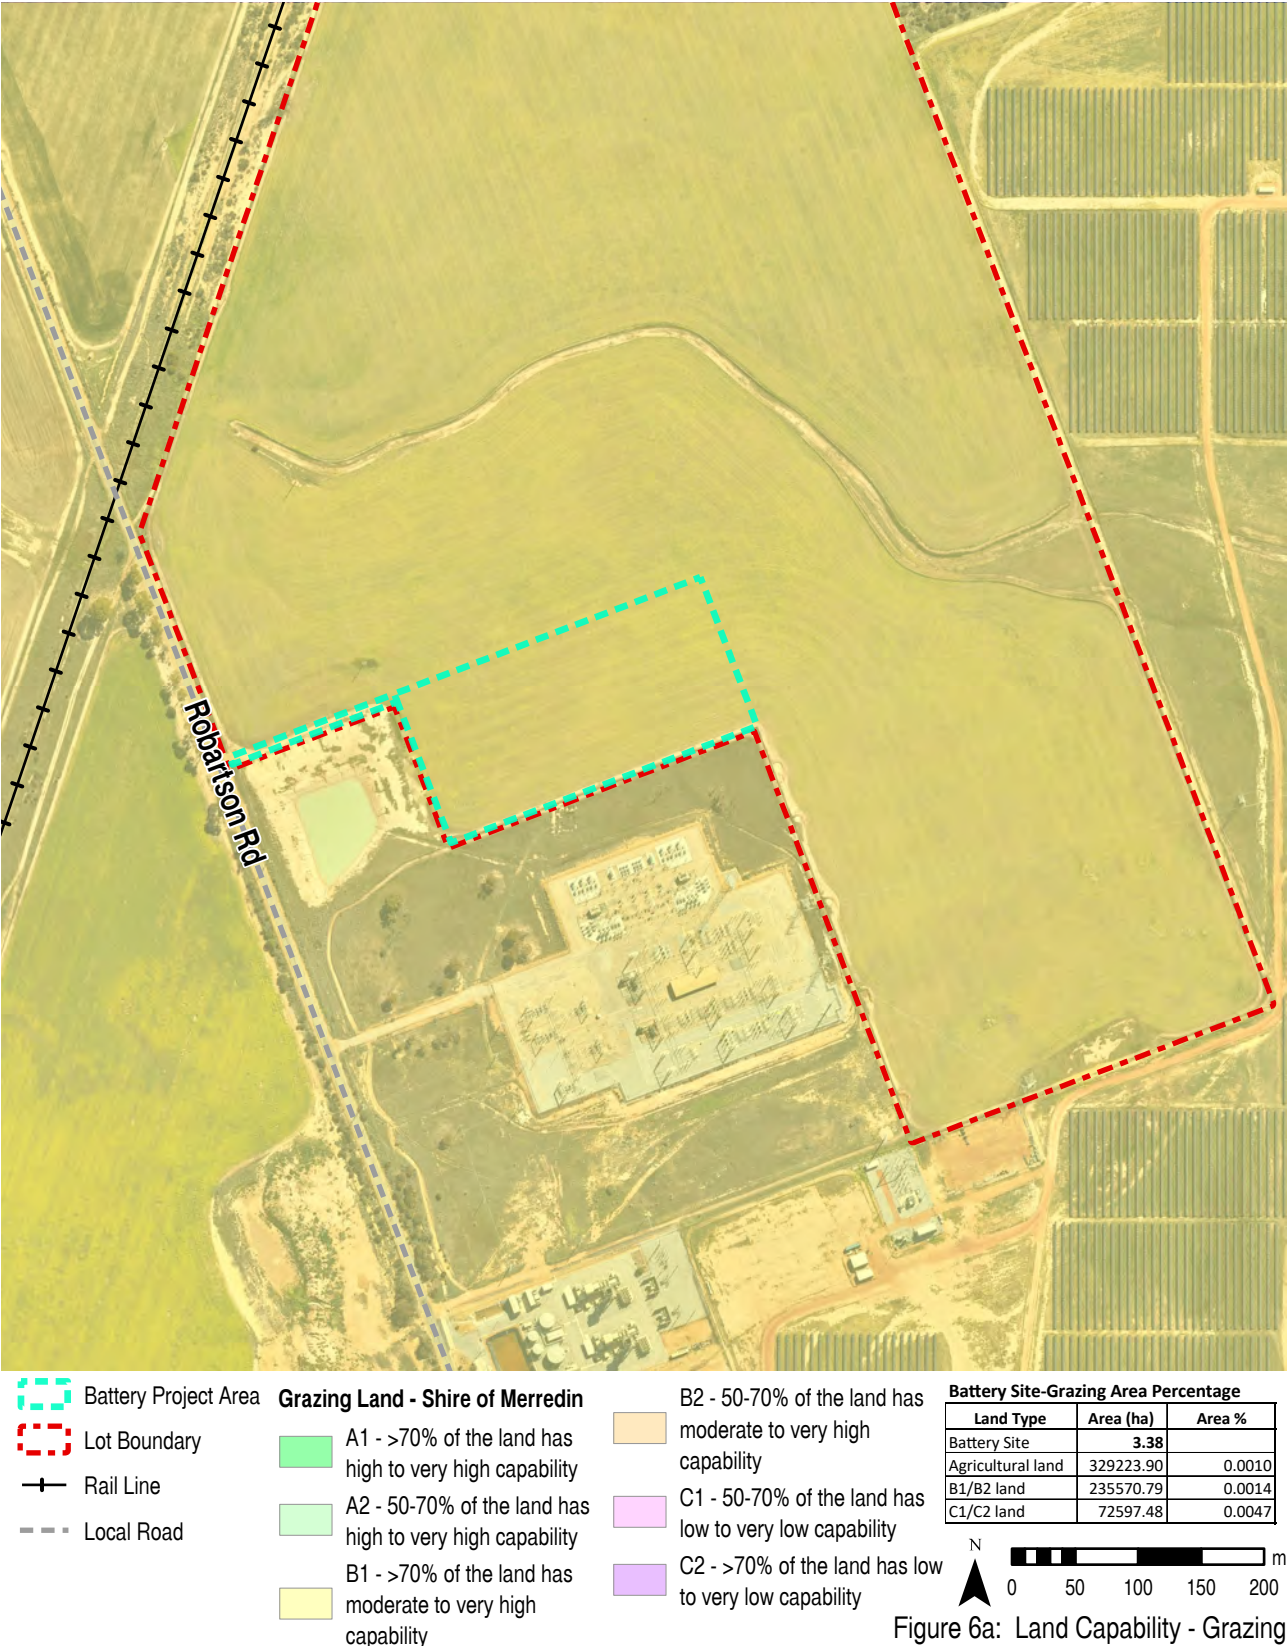 Robartson Rd
Battery Project Area
Lot Boundary
Rail Line
Local Road
Grazing Land - Shire of Merredin
A1 - >70% of the land has
high to very high capability
A2 - 50-70% of the land has
high to very high capability
B1 - >70% of the land has
moderate to very high
capability
B2 - 50-70% of the land has
moderate to very high
capability
C1 - 50-70% of the land has
low to very low capability
C2 - >70% of the land has low
to very low capability
Battery Site-Grazing Area Percentage
Land Type Area (ha) Area %
Battery Site 3.38
Agricultural land 329223.90 0.0010
B1/B2 land 235570.79 0.0014
C1/C2 land 72597.48 0.0047
N
m
0 50 100 150 200
Figure 6a: Land Capability - Grazing